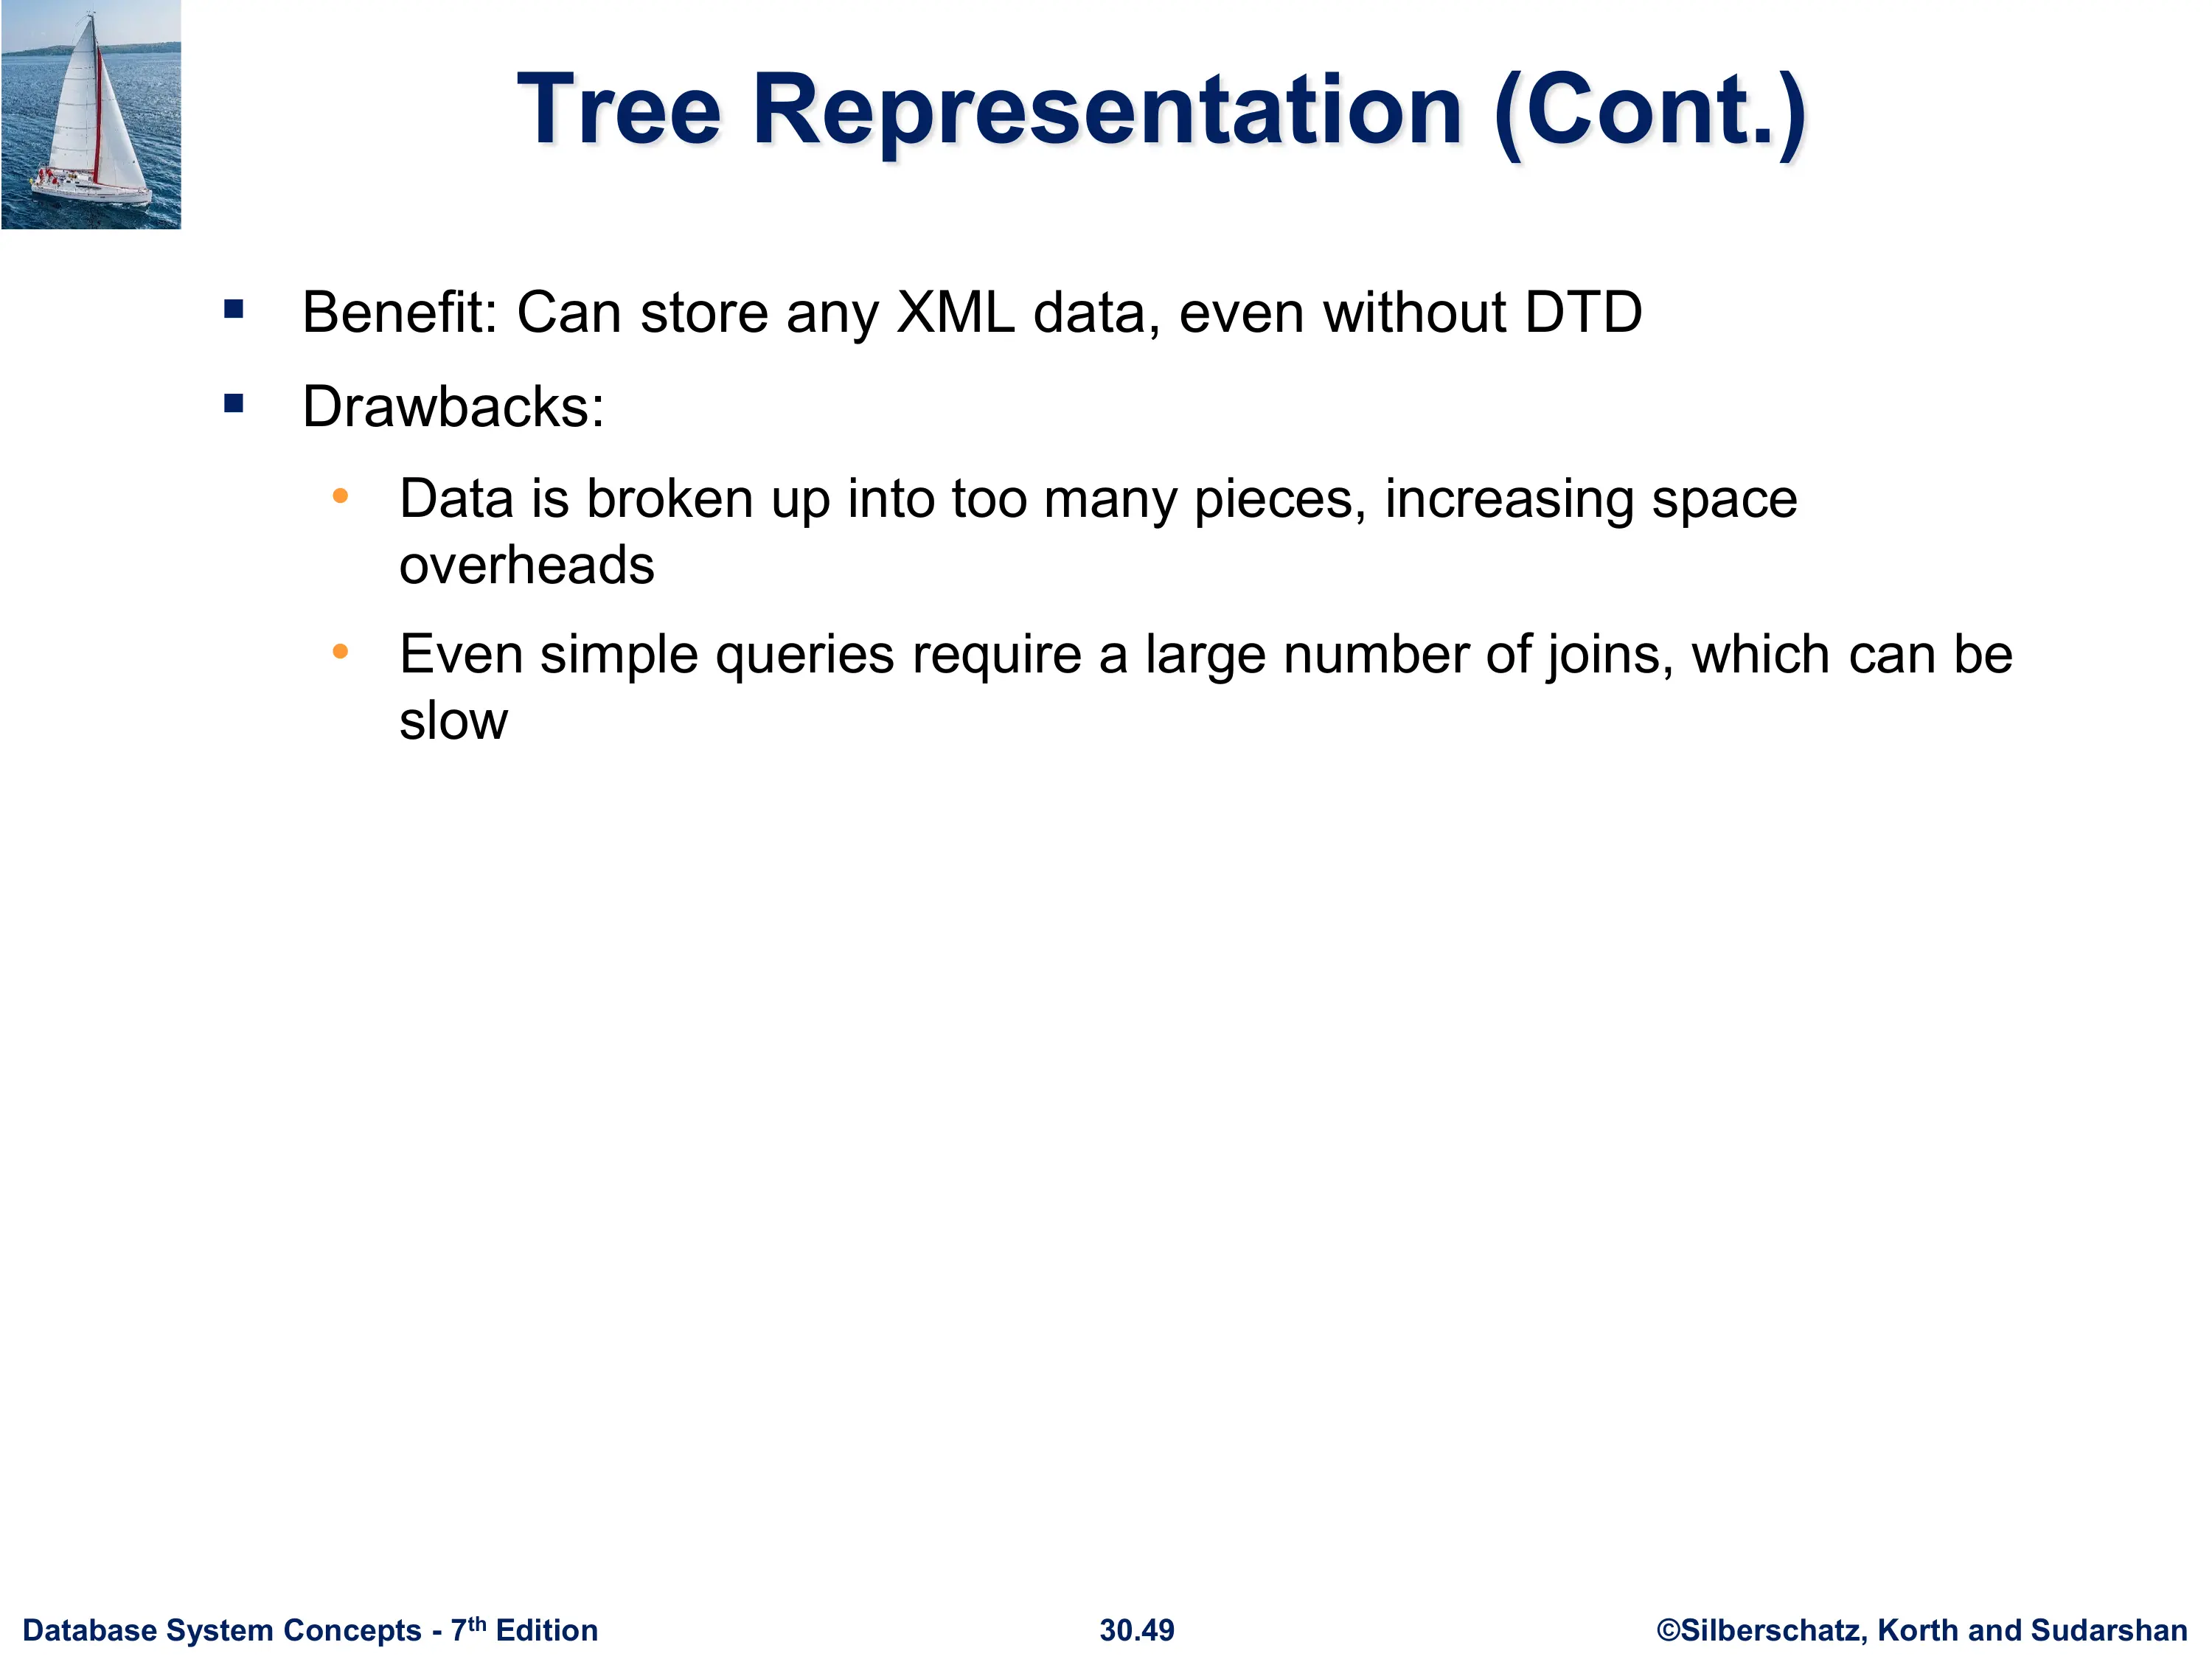 Tree Representation (Cont.)
▪ Benefit: Can store any XML data, even without DTD
▪ Drawbacks:
• Data is broken up into too many pieces, increasing space
overheads
• Even simple queries require a large number of joins, which can be
slow
Database System Concepts - 7th Edition
30.49
©Silberschatz, Korth and Sudarshan